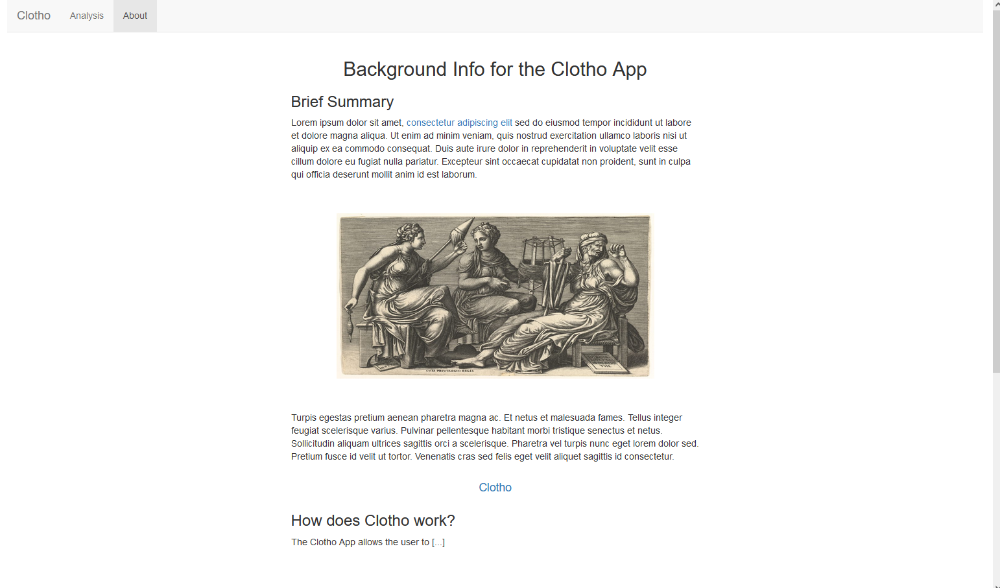 Clotho Analysis About
Background Info for the Clotho App
Brief Summary
Lorem ipsum dolor sit amet, consectetur adipiscing elit sed do eiusmod tempor incididunt ut labore
et dolore magna aliqua. Ut enim ad minim veniam, quis nostrud exercitation ullamco laboris nisi ut
aliquip ex ea commodo consequat. Duis aute irure dolor in reprehenderit in voluptate velit esse
cillum dolore eu fugiat nulla pariatur. Excepteur sint occaecat cupidatat non proident, sunt in culpa
qui officia deserunt mollit anim id est laborum.
CVM PRIVILEGIO REGIS
Turpis egestas pretium aenean pharetra magna ac. Et netus et malesuada fames. Tellus integer
feugiat scelerisque varius. Pulvinar pellentesque habitant morbi tristique senectus et netus.
Sollicitudin aliquam ultrices sagittis orci a scelerisque. Pharetra vel turpis nunc eget lorem dolor sed.
Pretium fusce id velit ut tortor. Venenatis cras sed felis eget velit aliquet sagittis id consectetur.
Clotho
How does Clotho work?
The Clotho App allows the user to [...]